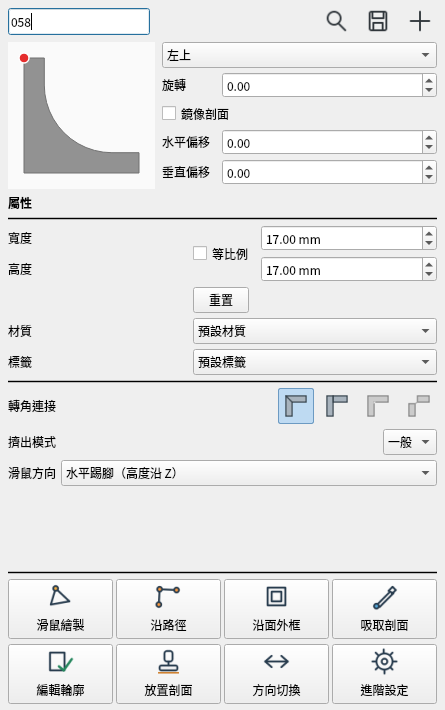 058
左上
旋轉 0.00
鏡像剖面
水平偏移 0.00
垂直偏移 0.00
屬性
寬度 17.00 mm
等比例
高度 17.00 mm
重置
材質 預設材質
標籤 預設標籤
轉角連接
擠出模式 一般
滑鼠方向 水平踢腳（高度沿 Z）
滑鼠繪製 沿路徑 沿面外框 吸取剖面
編輯輪廓 放置剖面 方向切換 進階設定